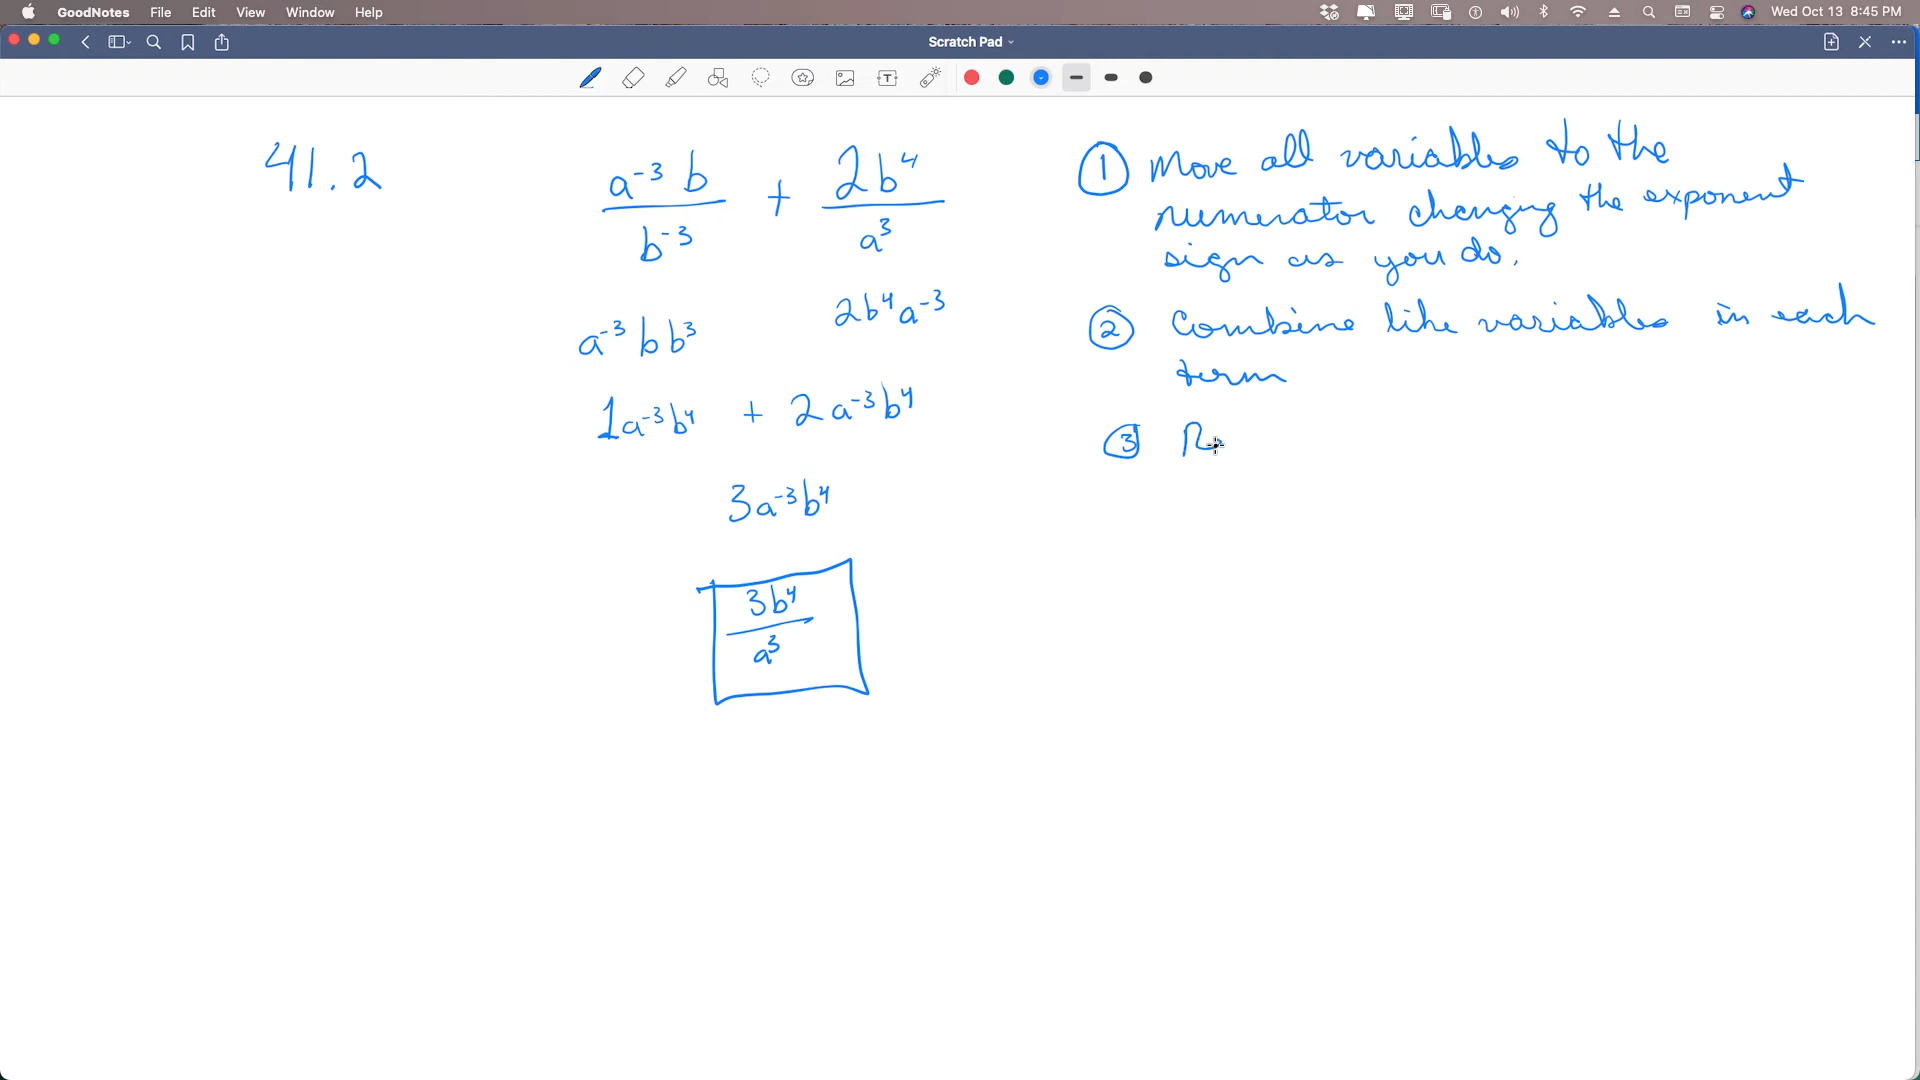 GoodNotes File Edit View Window Help Wed Oct 13 8:45 PM
Scratch Pad
41.2
a⁻³ b / b⁻³ + 2b⁴ / a³
a⁻³ b b³
2b⁴a⁻³
1a⁻³b⁴ + 2a⁻³b⁴
3a⁻³b⁴
3b⁴ / a³
① Move all variables to the
numerator changing the exponent
sign as you do.
② Combine like variables in each
term
③